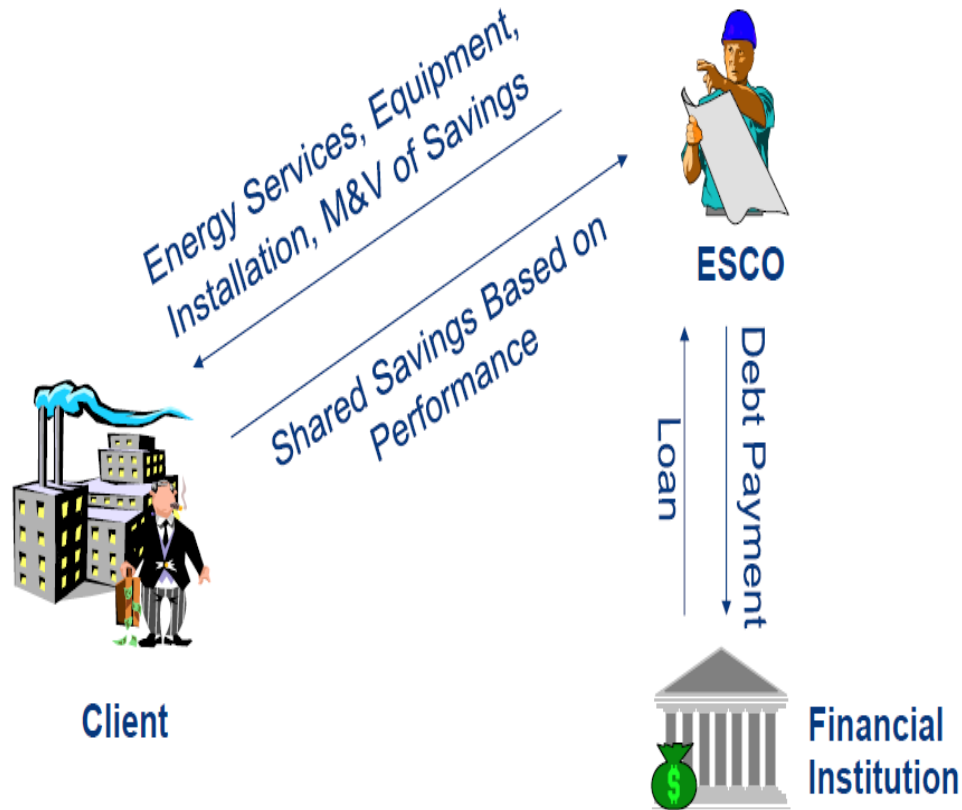 Energy Services, Equipment,
Installation, M&V of Savings
Shared Savings Based on
Performance
ESCO
Loan
Debt Payment
Client
Financial
Institution
$